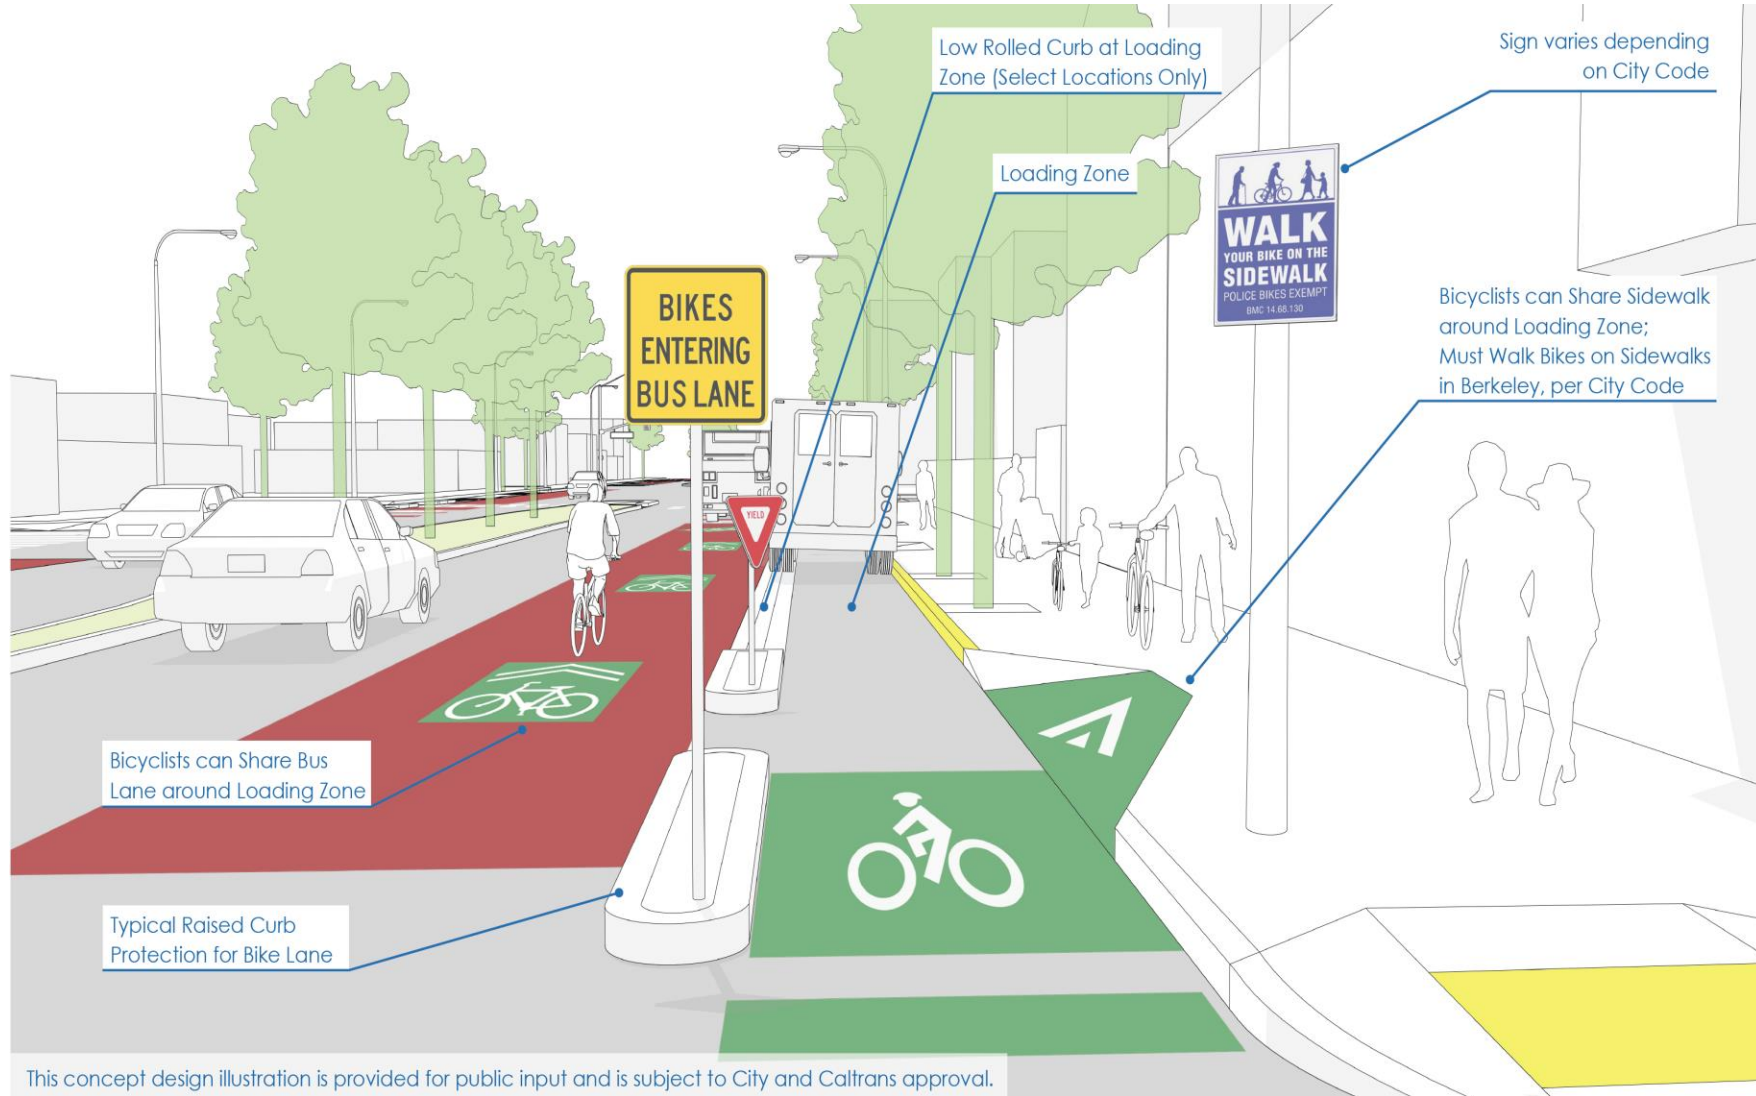 Low Rolled Curb at Loading
Zone (Select Locations Only)
Sign varies depending
on City Code
Loading Zone
WALK
YOUR BIKE ON THE
SIDEWALK
POLICE BIKES EXEMPT
BMC 14.68.130
BIKES
ENTERING
BUS LANE
Bicyclists can Share Sidewalk
around Loading Zone;
Must Walk Bikes on Sidewalks
in Berkeley, per City Code
YIELD
Bicyclists can Share Bus
Lane around Loading Zone
Typical Raised Curb
Protection for Bike Lane
This concept design illustration is provided for public input and is subject to City and Caltrans approval.